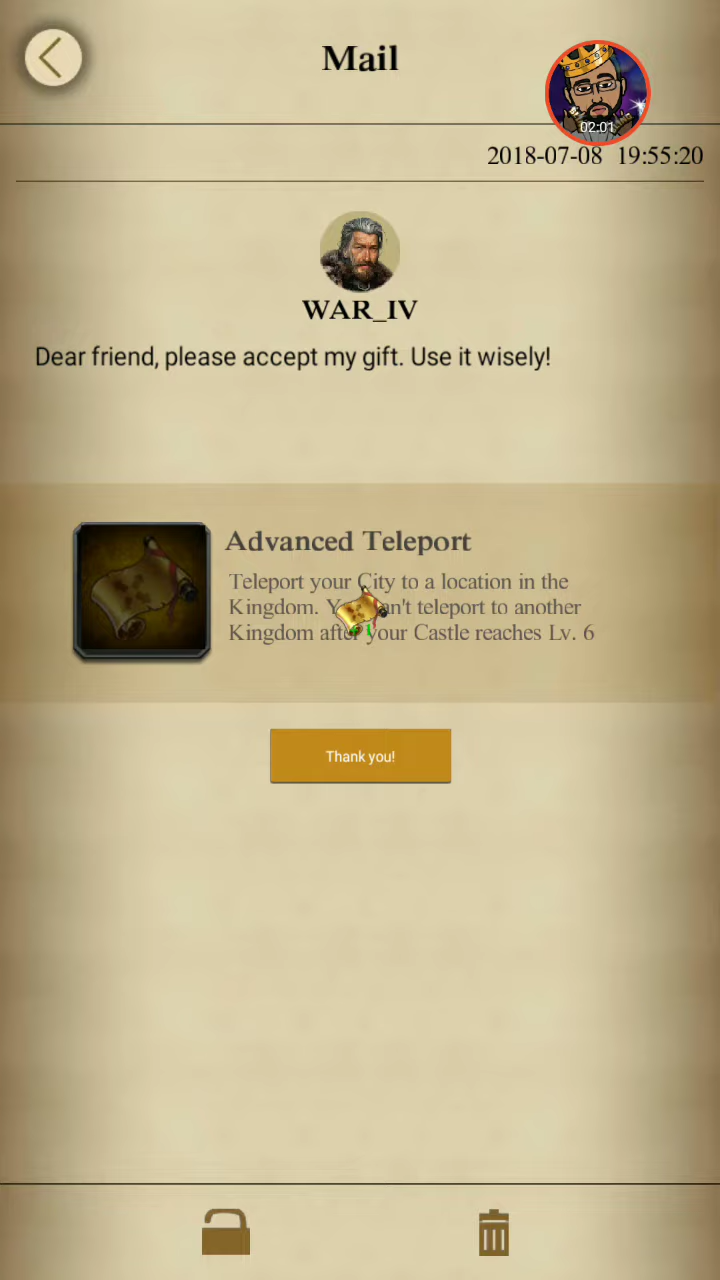 Mail
02:01
2018-07-08 19:55:20
WAR_IV
Dear friend, please accept my gift. Use it wisely!
Advanced Teleport
Teleport your City to a location in the
Kingdom. can't teleport to another
Kingdom after your Castle reaches Lv. 6
Thank you!